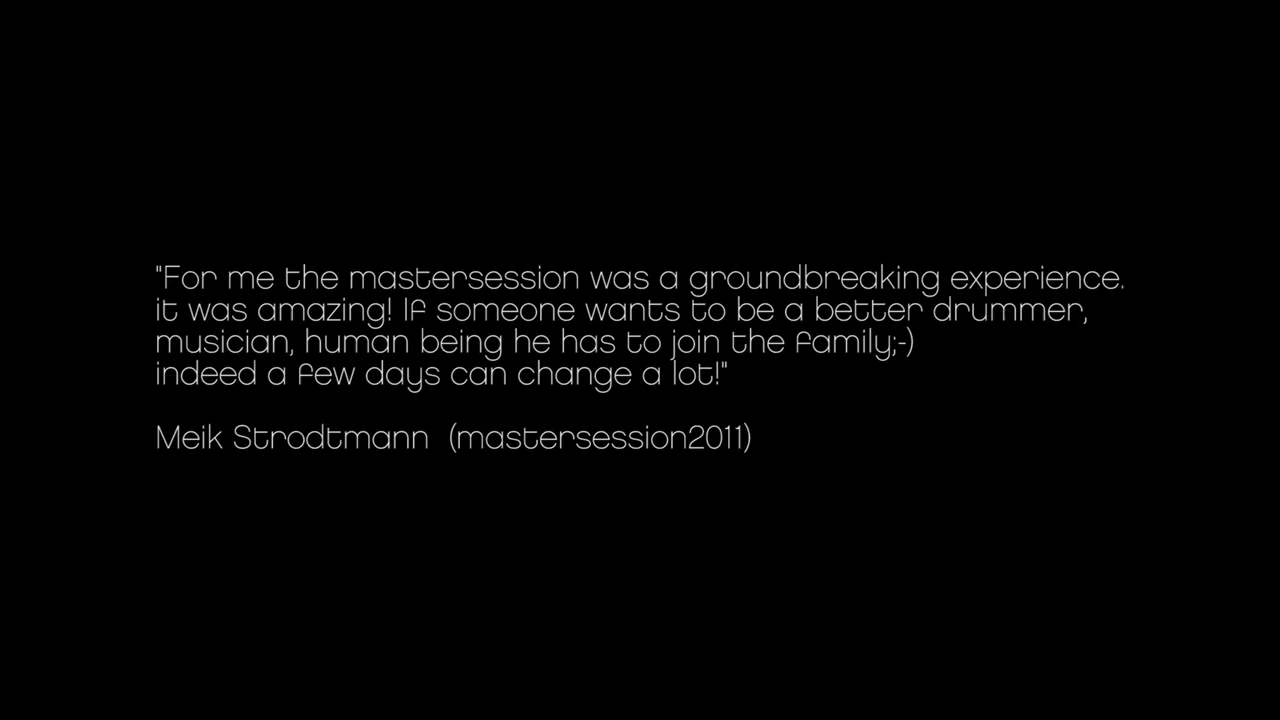 "For me the mastersession was a groundbreaking experience.
it was amazing! If someone wants to be a better drummer,
musician, human being he has to join the family;-)
indeed a few days can change a lot!"
Meik Strodtmann (mastersession2011)